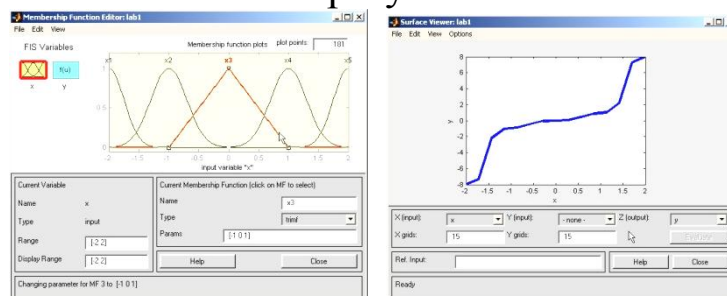 Membership Function Editor: lab1
File Edit View
FIS Variables
Membership function plots plot points: 181
f(u)
x y
x1 x2 x3 x4 x5
1
0.5
0
-2 -1.5 -1 -0.5 0 0.5 1 1.5 2
input variable "x"
Current Variable
Name x
Type input
Range [-2 2]
Display Range [-2 2]
Current Membership Function (click on MF to select)
Name x3
Type trimf
Params [-1 0 1]
Help Close
Changing parameter for MF 3 to [-1 0 1]
Surface Viewer: lab1
File Edit View Options
8
6
4
2
0
-2
-4
-6
-8
y
-2 -1.5 -1 -0.5 0 0.5 1 1.5 2
x
X (input): x Y (input): - none - Z (output): y
X grids: 15 Y grids: 15 Evaluate
Ref. Input: Help Close
Ready